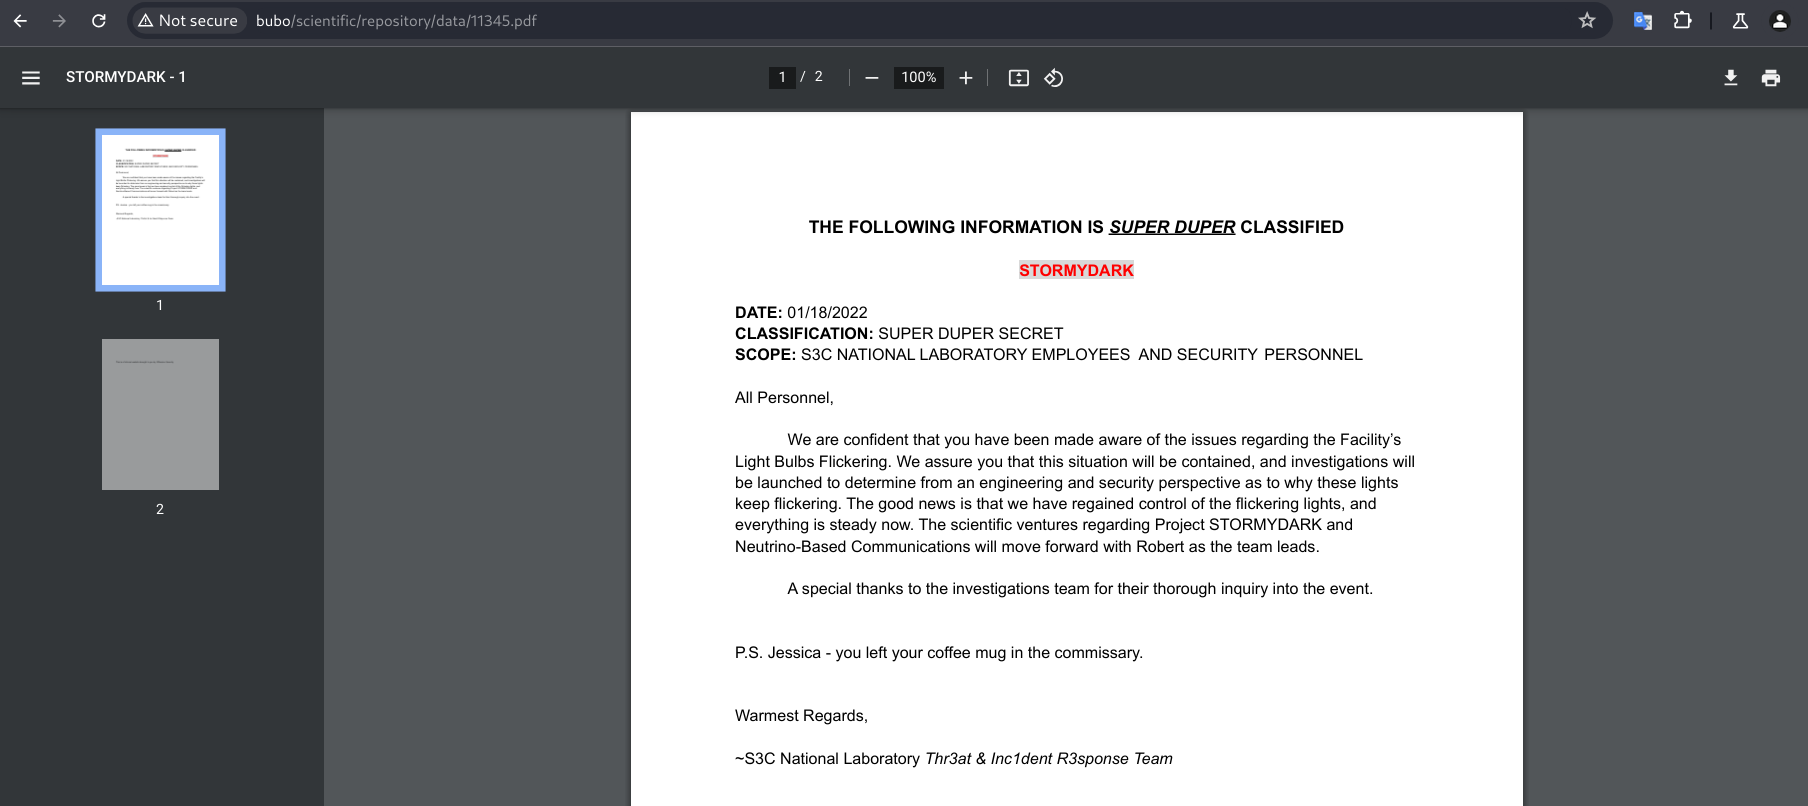 Not secure bubo/scientific/repository/data/11345.pdf
STORMYDARK - 1
1 / 2
100%
1
2
THE FOLLOWING INFORMATION IS SUPER DUPER CLASSIFIED
STORMYDARK
DATE: 01/18/2022
CLASSIFICATION: SUPER DUPER SECRET
SCOPE: S3C NATIONAL LABORATORY EMPLOYEES AND SECURITY PERSONNEL
All Personnel,
We are confident that you have been made aware of the issues regarding the Facility’s
Light Bulbs Flickering. We assure you that this situation will be contained, and investigations will
be launched to determine from an engineering and security perspective as to why these lights
keep flickering. The good news is that we have regained control of the flickering lights, and
everything is steady now. The scientific ventures regarding Project STORMYDARK and
Neutrino-Based Communications will move forward with Robert as the team leads.
A special thanks to the investigations team for their thorough inquiry into the event.
P.S. Jessica - you left your coffee mug in the commissary.
Warmest Regards,
~S3C National Laboratory Thr3at & Inc1dent R3sponse Team